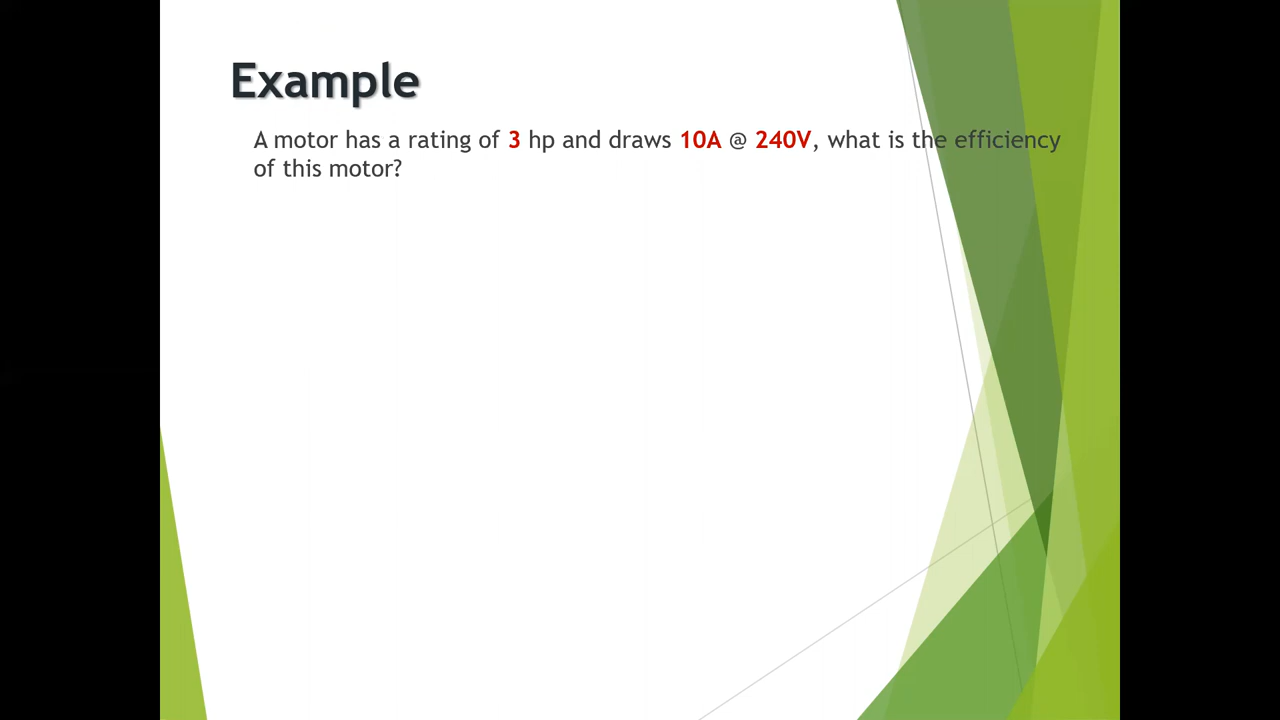 Example
A motor has a rating of 3 hp and draws 10A @ 240V, what is the efficiency
of this motor?